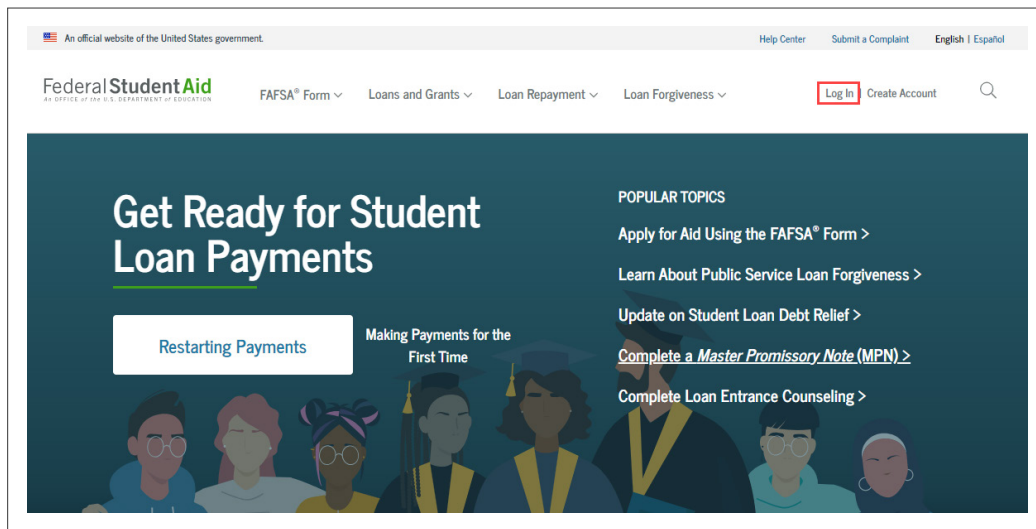 An official website of the United States government.
Help Center Submit a Complaint English | Español
Federal Student Aid
An OFFICE of the U.S. DEPARTMENT of EDUCATION
FAFSA® Form Loans and Grants Loan Repayment Loan Forgiveness
Log In | Create Account
Get Ready for Student
Loan Payments
Restarting Payments
Making Payments for the
First Time
POPULAR TOPICS
Apply for Aid Using the FAFSA® Form >
Learn About Public Service Loan Forgiveness >
Update on Student Loan Debt Relief >
Complete a Master Promissory Note (MPN) >
Complete Loan Entrance Counseling >